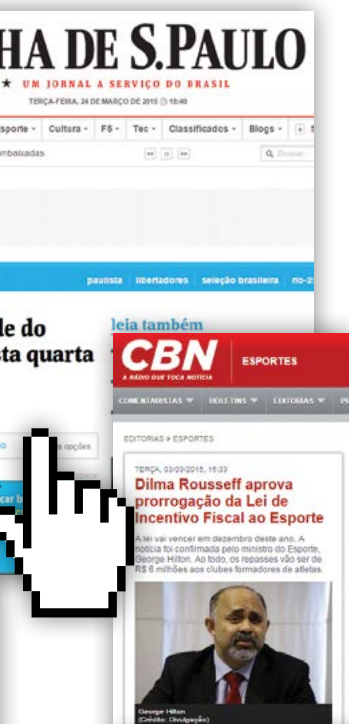 HA DE S.PAULO
★ UM JORNAL A SERVIÇO DO BRASIL
TERÇA-FEIRA, 24 DE MARÇO DE 2015 18:40
sporte Cultura F5 Tec Classificados Blogs +
mbaixadas
Buscar
paulista libertadores seleção brasileira rio-2
de do
sta quarta
leia também
opções
car
CBN
A RÁDIO QUE TOCA NOTÍCIA
ESPORTES
COMENTARISTAS BOLETINS EDITORIAS
EDITORIAS > ESPORTES
TERÇA, 03/03/2015, 15:33
Dilma Rousseff aprova
prorrogação da Lei de
Incentivo Fiscal ao Esporte
A lei vai vencer em dezembro deste ano. A
notícia foi confirmada pelo ministro do Esporte,
George Hilton. Ao todo, os repasses vão ser de
R$ 6 milhões aos clubes formadores de atletas.
George Hilton
(Crédito: Divulgação)